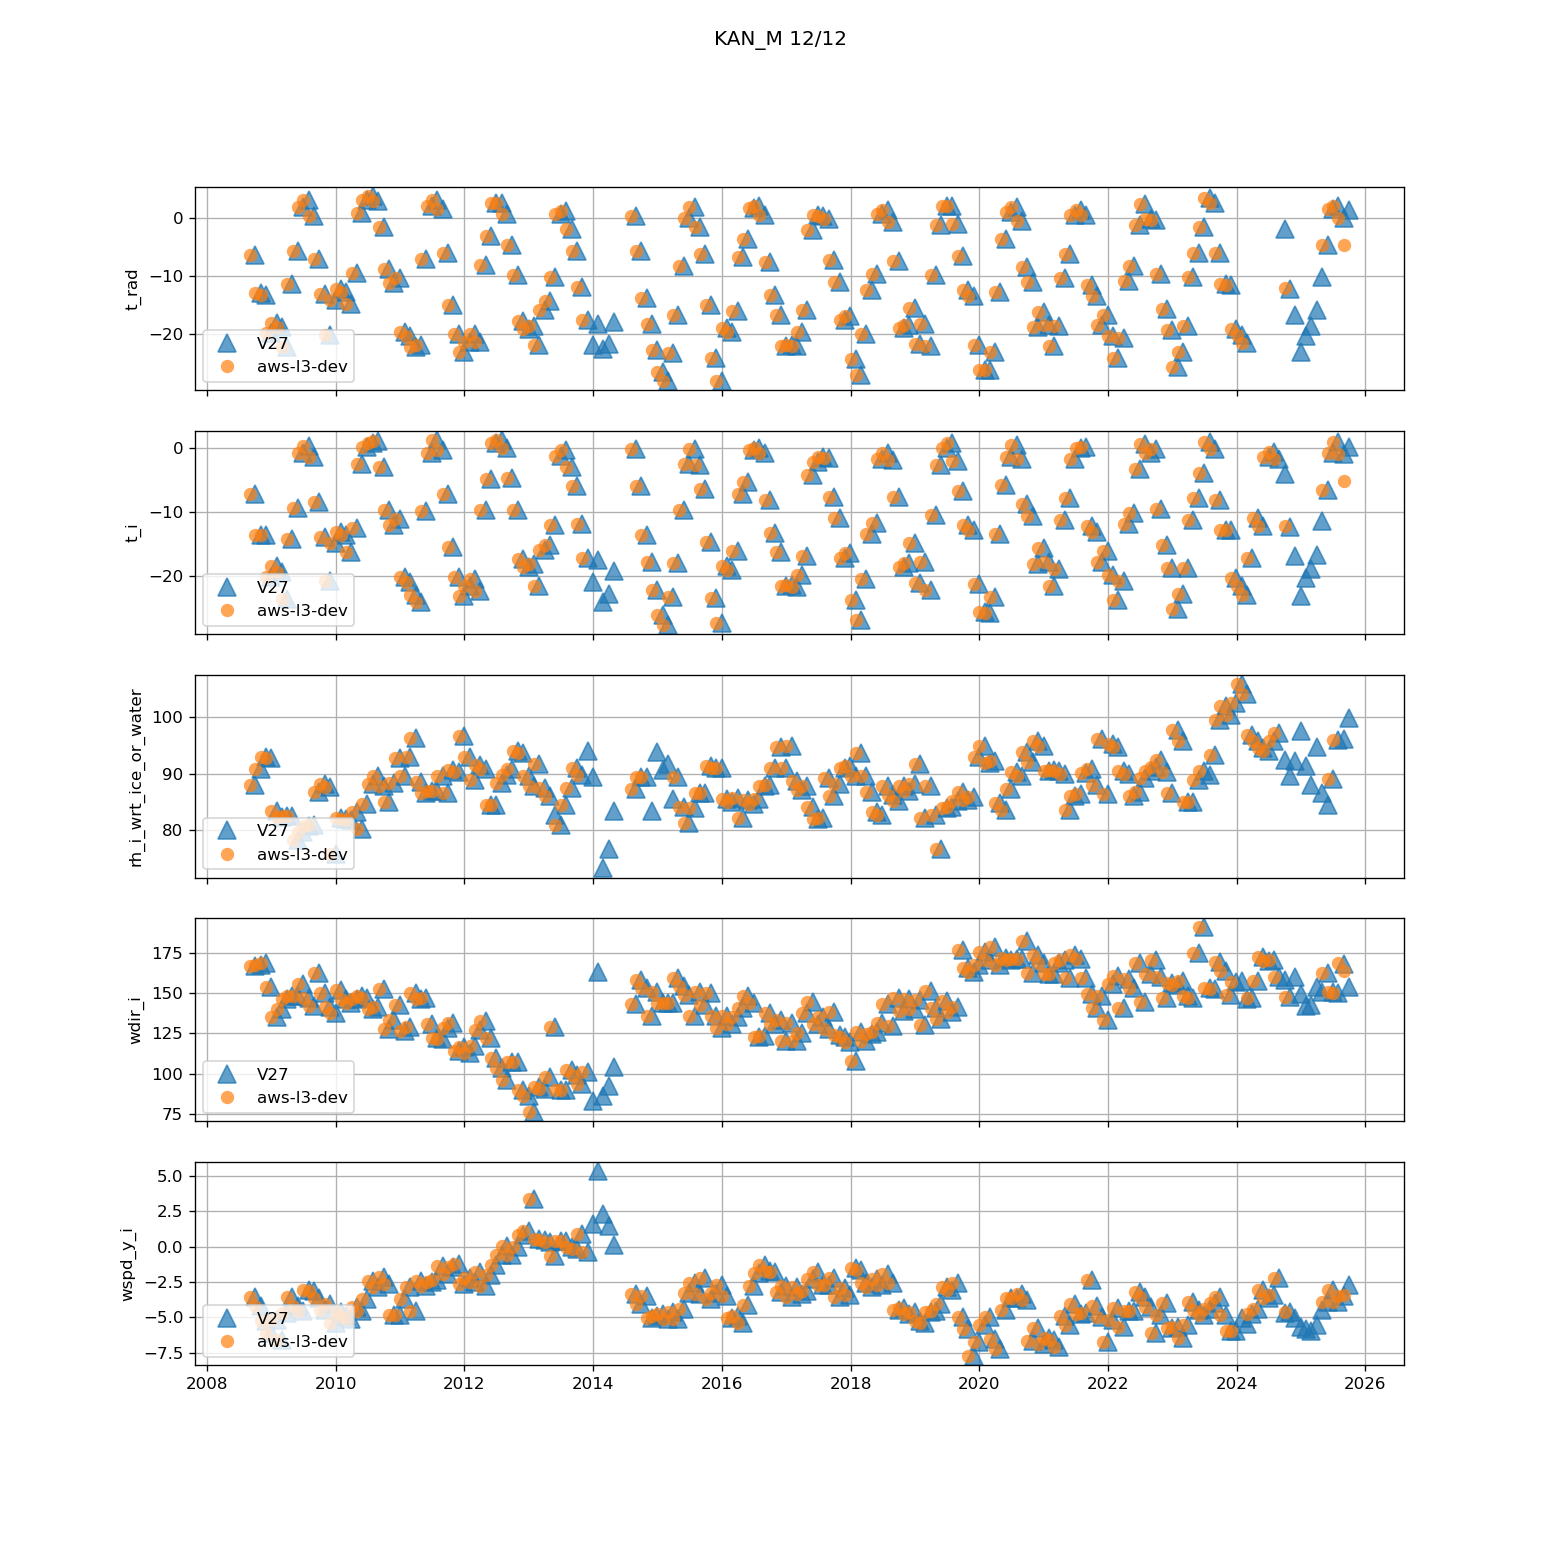 KAN_M 12/12
t_rad
0
−10
−20
V27
aws-l3-dev
t_i
0
−10
−20
V27
aws-l3-dev
rh_i_wrt_ice_or_water
100
90
80
V27
aws-l3-dev
wdir_i
175
150
125
100
75
V27
aws-l3-dev
wspd_y_i
5.0
2.5
0.0
−2.5
−5.0
−7.5
V27
aws-l3-dev
2008 2010 2012 2014 2016 2018 2020 2022 2024 2026